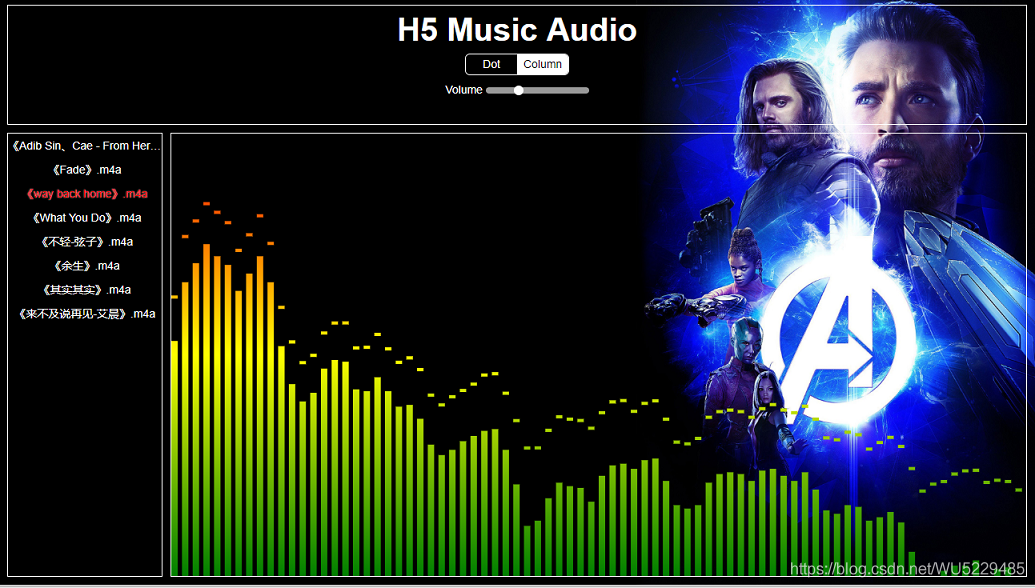 H5 Music Audio
Dot Column
Volume
《Adib Sin、Cae - From Her...
《Fade》.m4a
《way back home》.m4a
《What You Do》.m4a
《不轻-弦子》.m4a
《余生》.m4a
《其实其实》.m4a
《来不及说再见-艾晨》.m4a
https://blog.csdn.net/WU5229485